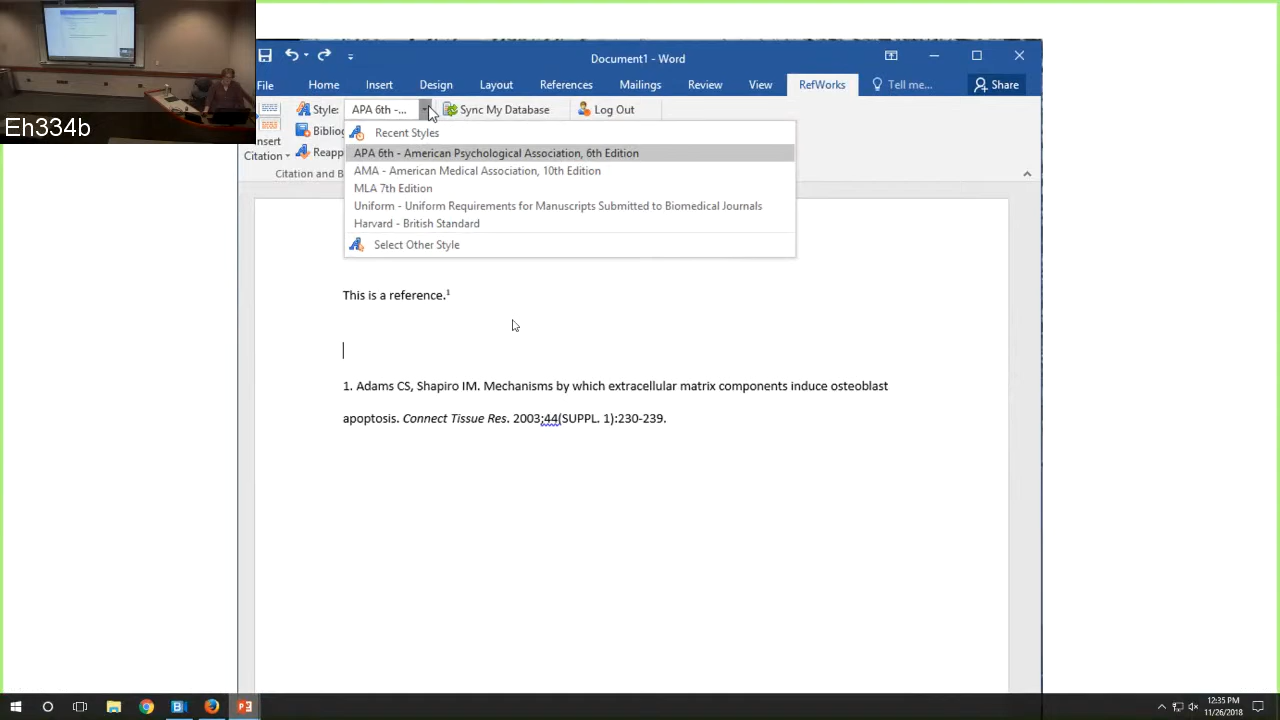 Eh334b
Document1 - Word
File
Home
Insert
Design
Layout
References
Mailings
Review
View
RefWorks
Tell me...
Share
Style:
APA 6th -...
Sync My Database
Log Out
Bibliog
Reapp
Insert
Citation
Citation and B
Recent Styles
APA 6th - American Psychological Association, 6th Edition
AMA - American Medical Association, 10th Edition
MLA 7th Edition
Uniform - Uniform Requirements for Manuscripts Submitted to Biomedical Journals
Harvard - British Standard
Select Other Style
This is a reference.¹
1. Adams CS, Shapiro IM. Mechanisms by which extracellular matrix components induce osteoblast
apoptosis. Connect Tissue Res. 2003;44(SUPPL. 1):230-239.
12:35 PM
11/26/2018